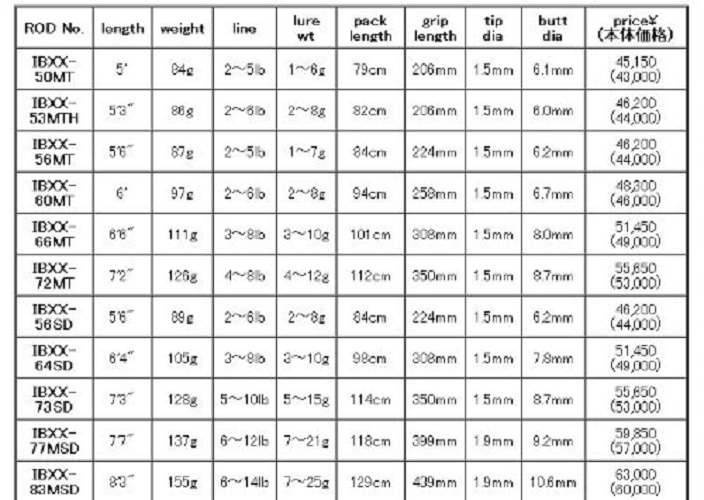 ROD No. length weight line lure wt pack length grip length tip dia butt dia price¥ (本体価格)
IBXX-50MT 5' 84g 2~5lb 1~6g 79cm 206mm 1.5mm 6.1mm 45,150 (43,000)
IBXX-53MTH 5'3" 86g 2~6lb 2~8g 82cm 206mm 1.5mm 6.0mm 46,200 (44,000)
IBXX-56MT 5'6" 87g 2~5lb 1~7g 84cm 224mm 1.5mm 6.2mm 46,200 (44,000)
IBXX-60MT 6' 97g 2~6lb 2~8g 94cm 258mm 1.5mm 6.7mm 48,300 (46,000)
IBXX-66MT 6'6" 111g 3~8lb 3~10g 101cm 308mm 1.5mm 8.0mm 51,450 (49,000)
IBXX-72MT 7'2" 126g 4~8lb 4~12g 112cm 350mm 1.5mm 8.7mm 55,650 (53,000)
IBXX-56SD 5'6" 89g 2~6lb 2~8g 84cm 224mm 1.5mm 6.2mm 46,200 (44,000)
IBXX-64SD 6'4" 105g 3~8lb 3~10g 98cm 308mm 1.5mm 7.8mm 51,450 (49,000)
IBXX-73SD 7'3" 128g 5~10lb 5~15g 114cm 350mm 1.5mm 8.7mm 55,650 (53,000)
IBXX-77MSD 7'7" 137g 6~12lb 7~21g 118cm 399mm 1.9mm 9.2mm 59,850 (57,000)
IBXX-83MSD 8'3" 155g 6~14lb 7~25g 129cm 439mm 1.9mm 10.6mm 63,000 (60,000)